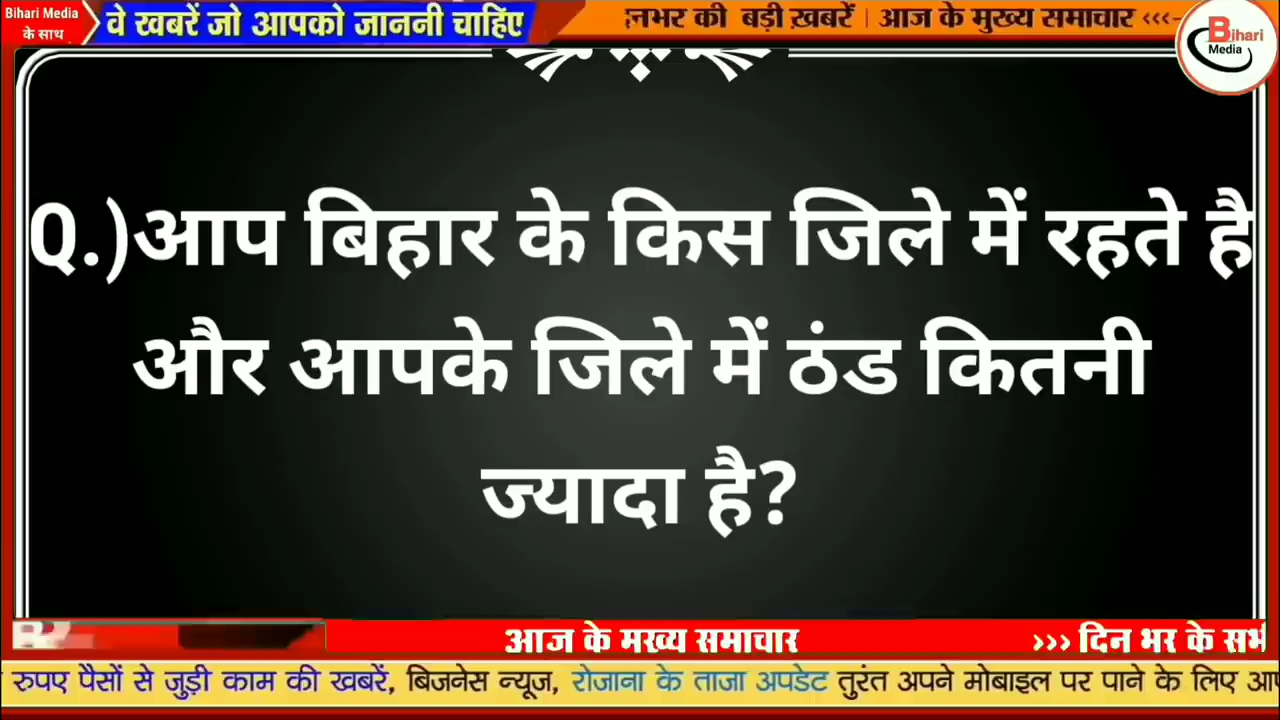 Bihari Media
के साथ
वे खबरें जो आपको जाननी चाहिए
की बड़ी ख़बरें | आज के मुख्य समाचार <<<-
Bihari
Media
Q.)आप बिहार के किस जिले में रहते है
और आपके जिले में ठंड कितनी
ज्यादा है?
आज के मुख्य समाचार
>>> दिन भर के
रुपए पैसों से जुड़ी काम की खबरें, बिजनेस न्यूज, रोजाना के ताजा अपडेट तुरंत अपने मोबाइल पर पाने के लिए